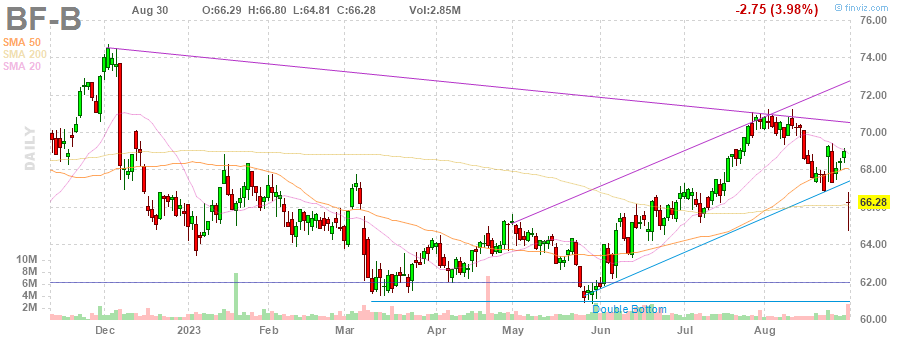 BF-B
Aug 30 O:66.29 H:66.80 L:64.81 C:66.28 Vol:2.85M -2.75 (3.98%) finviz.com
SMA 50
SMA 200
SMA 20
DAILY
76.00
74.00
72.00
70.00
68.00
66.28
64.00
62.00
60.00
10M
8M
6M
4M
2M
Double Bottom
Dec 2023 Feb Mar Apr May Jun Jul Aug